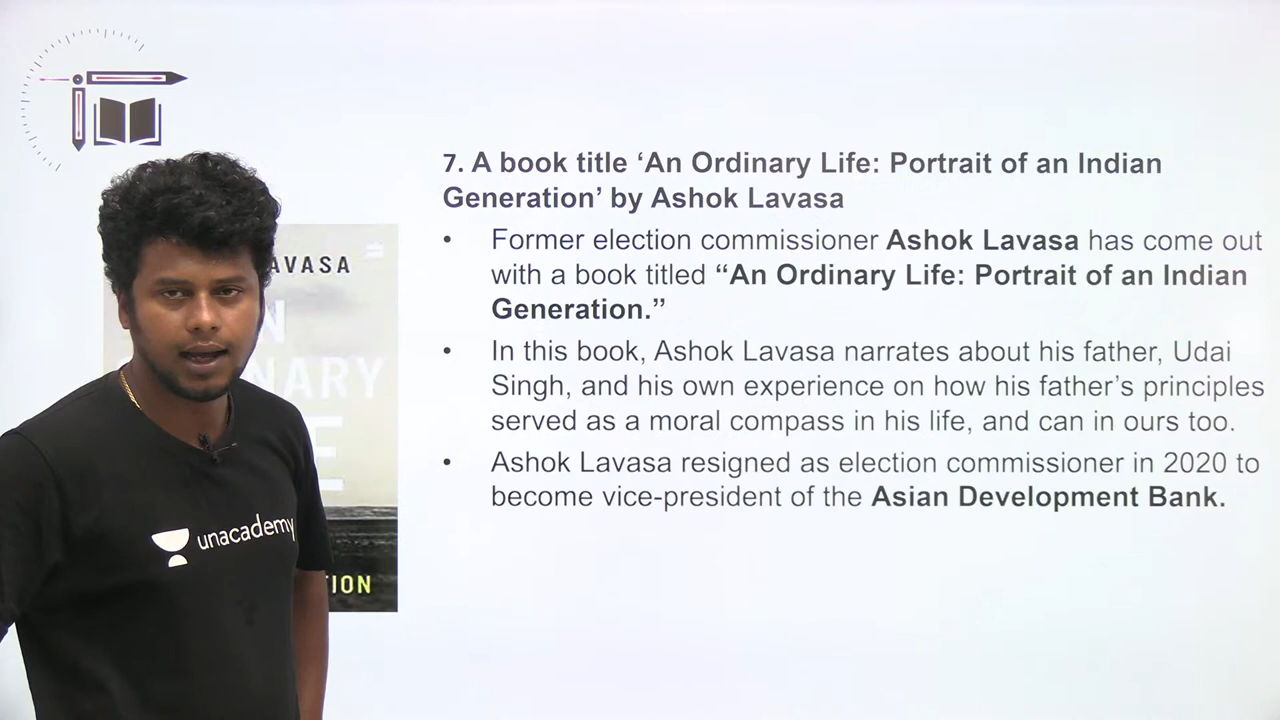 7. A book title ‘An Ordinary Life: Portrait of an Indian
Generation’ by Ashok Lavasa
• Former election commissioner Ashok Lavasa has come out
with a book titled “An Ordinary Life: Portrait of an Indian
Generation.”
• In this book, Ashok Lavasa narrates about his father, Udai
Singh, and his own experience on how his father’s principles
served as a moral compass in his life, and can in ours too.
• Ashok Lavasa resigned as election commissioner in 2020 to
become vice-president of the Asian Development Bank.
AVASA
N
NARY
E
TION
unacademy